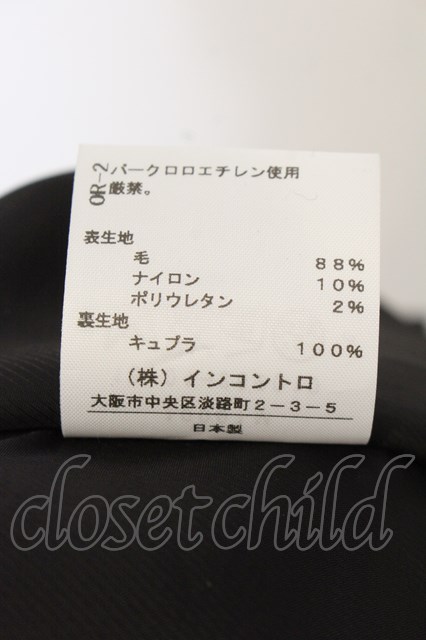 OR-2
パークロロエチレン使用
厳禁。
表生地
毛 88%
ナイロン 10%
ポリウレタン 2%
裏生地
キュプラ 100%
（株）インコントロ
大阪市中央区淡路町2-3-5
日本製
closetchild